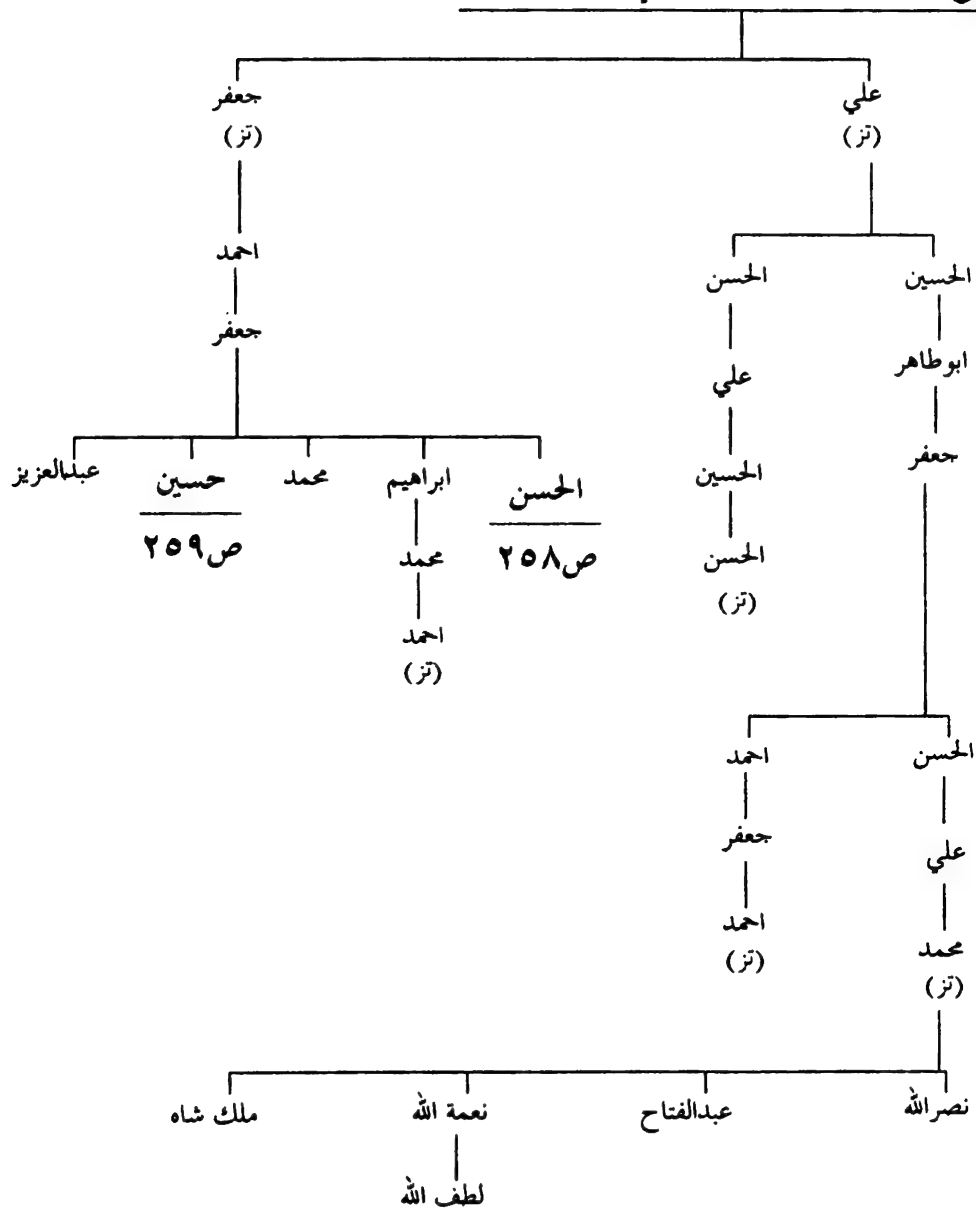 علي جعفر
(تز) (تز)
احمد
الحسين الحسن
جعفر
ابوطاهر
علي
جعفر
الحسن ابراهيم محمد حسين عبدالعزيز
الحسين
ص٢٥٨ ص٢٥٩
محمد
الحسن
(تز)
احمد
(تز)
الحسن احمد
جعفر
علي
احمد
(تز)
محمد
(تز)
نصرالله عبدالفتاح نعمة الله ملك شاه
لطف الله